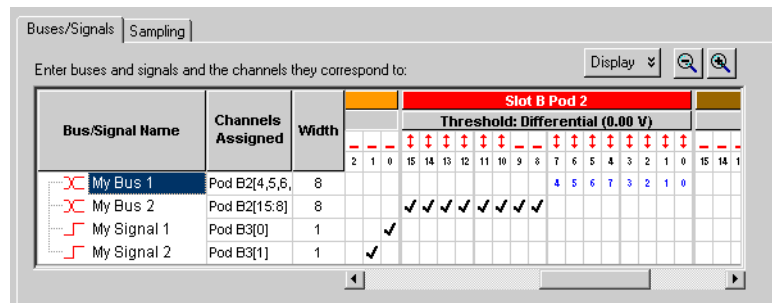 Buses/Signals Sampling
Enter buses and signals and the channels they correspond to:
Display
Bus/Signal Name Channels Assigned Width
Slot B Pod 2
Threshold: Differential (0.00 V)
2 1 0 15 14 13 12 11 10 9 8 7 6 5 4 3 2 1 0 15 14 1
My Bus 1 Pod B2[4,5,6, 8 4 5 6 7 3 2 1 0
My Bus 2 Pod B2[15:8] 8
My Signal 1 Pod B3[0] 1
My Signal 2 Pod B3[1] 1